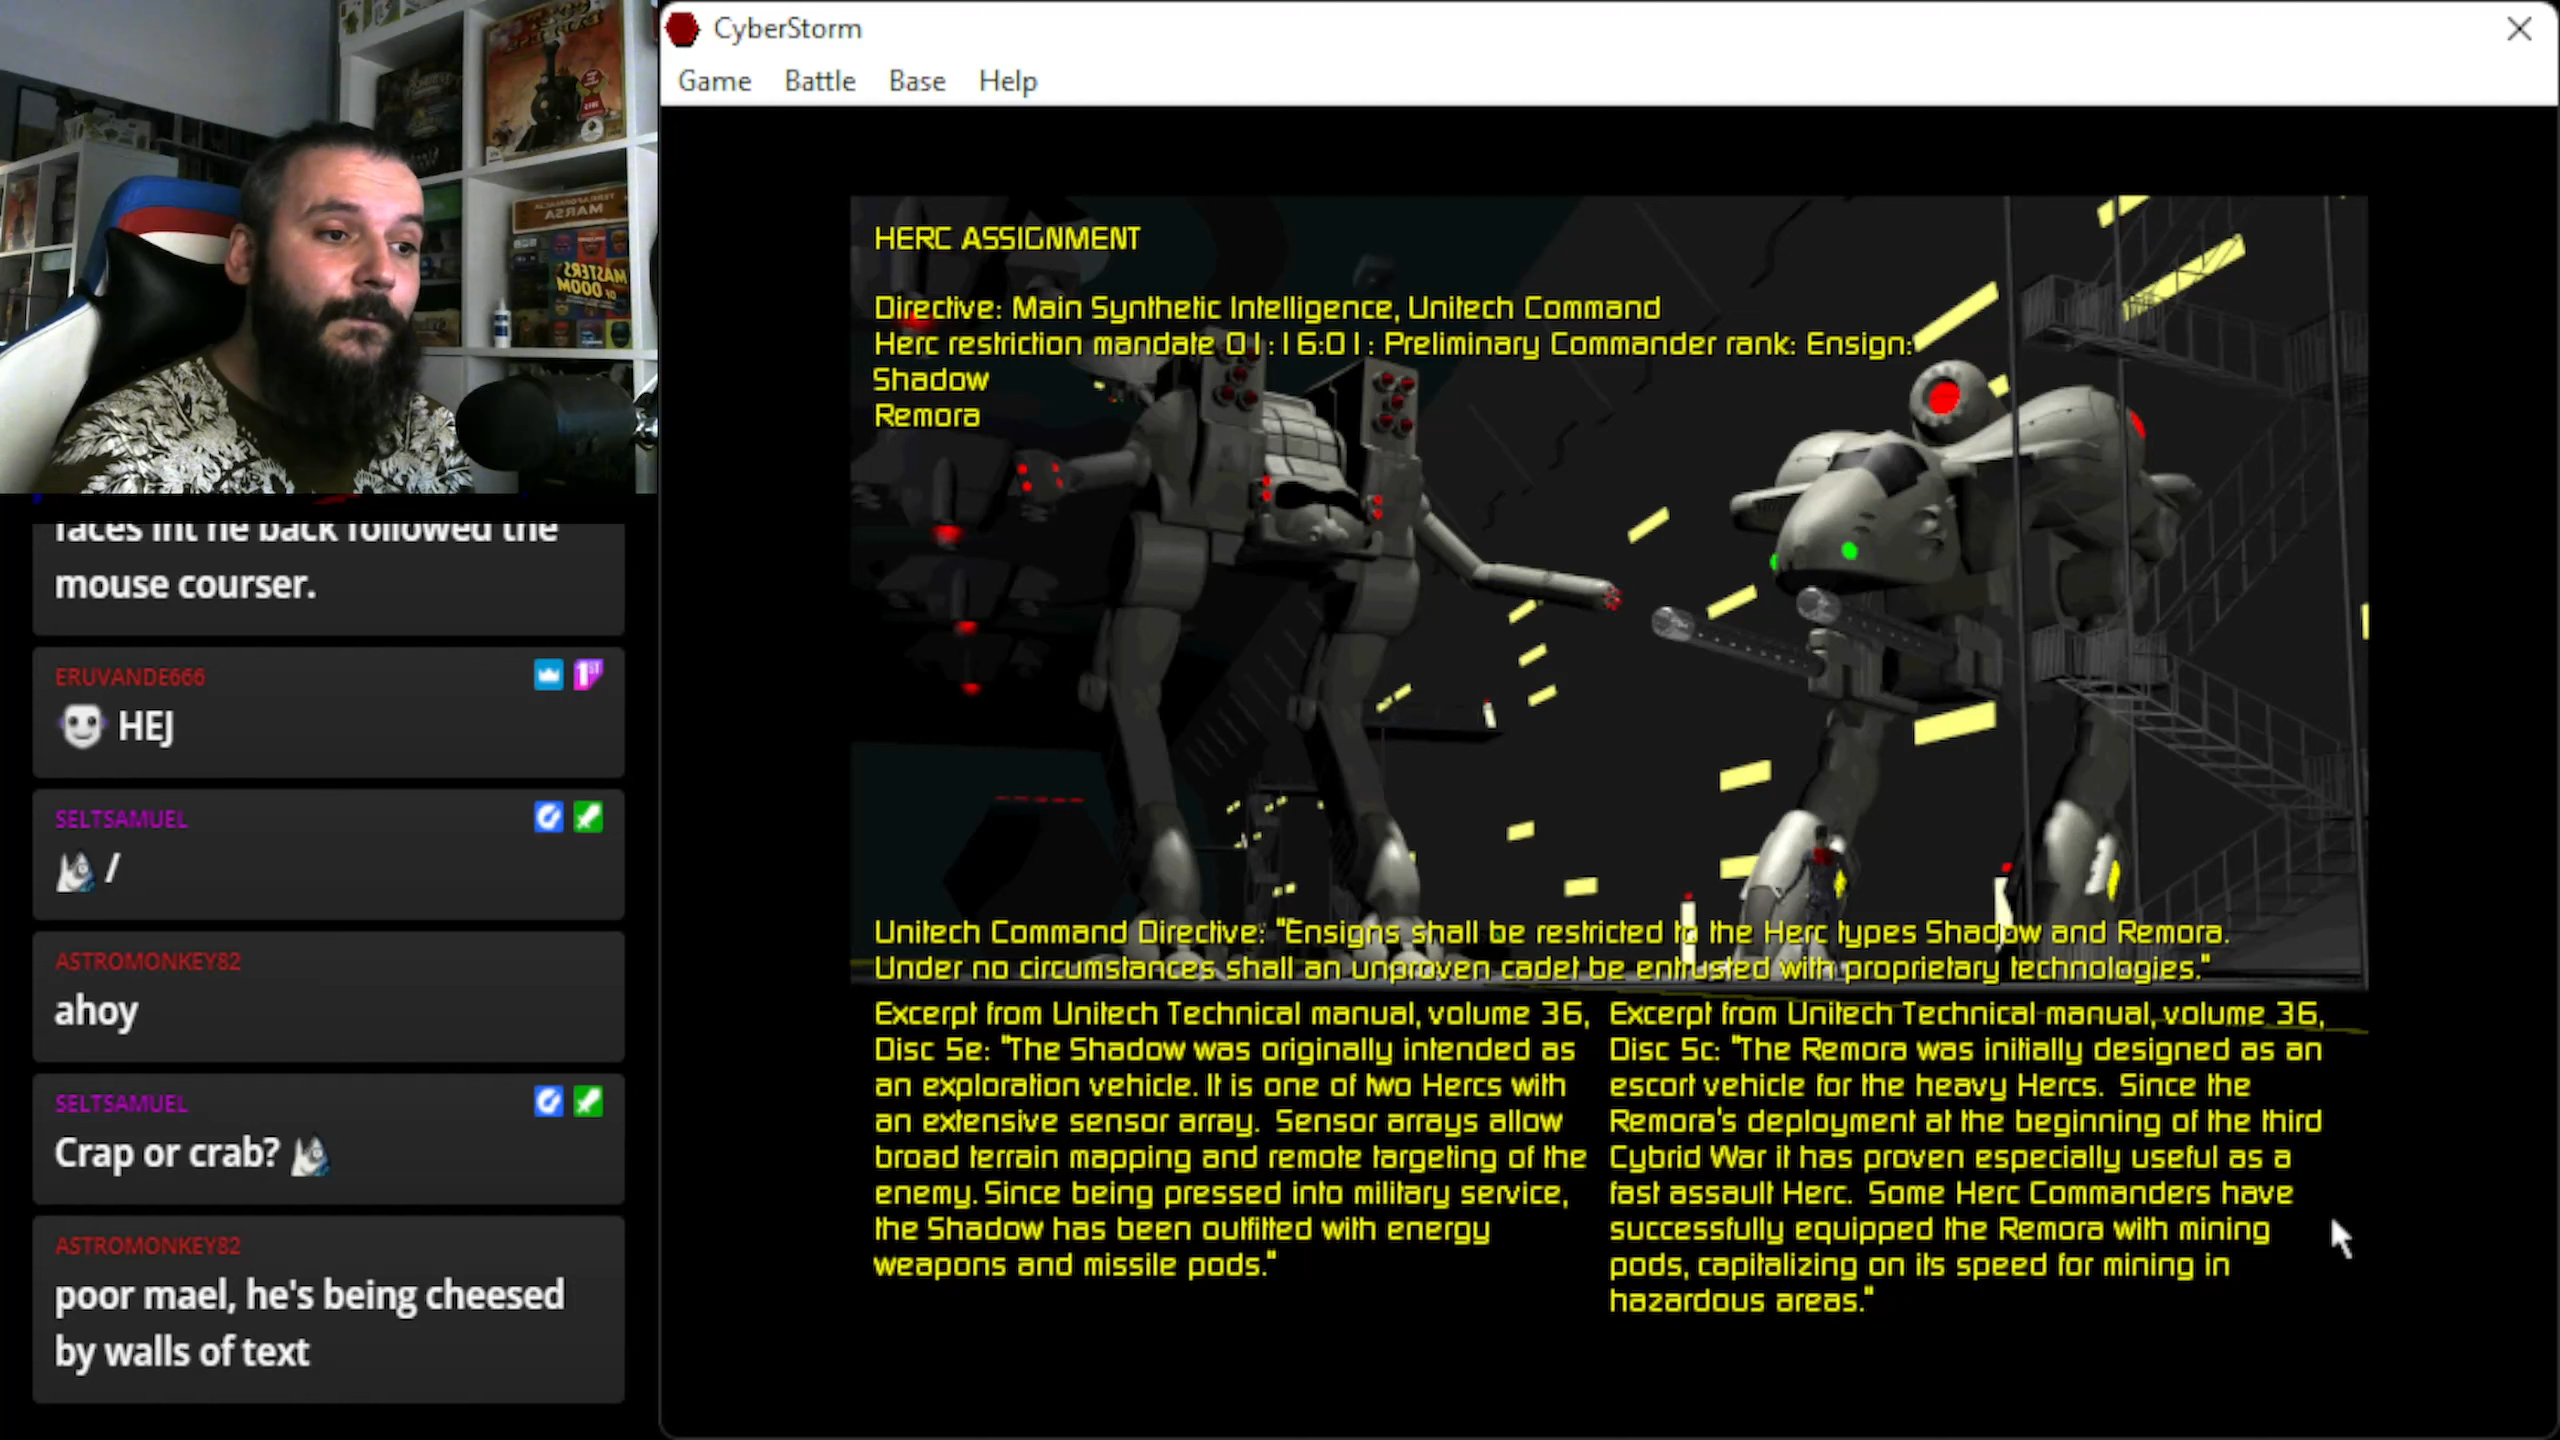 CyberStorm
Game Battle Base Help
MARSA
MASTERS
OF DOOM
faces int he back followed the
mouse courser.
ERUVANDE666
HEJ
SELTSAMUEL
/
ASTROMONKEY82
ahoy
SELTSAMUEL
Crap or crab?
ASTROMONKEY82
poor mael, he's being cheesed
by walls of text
HERC ASSIGNMENT
Directive: Main Synthetic Intelligence, Unitech Command
Herc restriction mandate 01:16:01: Preliminary Commander rank: Ensign:
Shadow
Remora
Unitech Command Directive: "Ensigns shall be restricted to the Herc types Shadow and Remora.
Under no circumstances shall an unproven cadet be entrusted with proprietary technologies."
Excerpt from Unitech Technical manual, volume 36,
Disc 5e: "The Shadow was originally intended as
an exploration vehicle. It is one of two Hercs with
an extensive sensor array. Sensor arrays allow
broad terrain mapping and remote targeting of the
enemy. Since being pressed into military service,
the Shadow has been outfitted with energy
weapons and missile pods."
Excerpt from Unitech Technical manual, volume 36,
Disc 5c: "The Remora was initially designed as an
escort vehicle for the heavy Hercs. Since the
Remora's deployment at the beginning of the third
Cybrid War it has proven especially useful as a
fast assault Herc. Some Herc Commanders have
successfully equipped the Remora with mining
pods, capitalizing on its speed for mining in
hazardous areas."